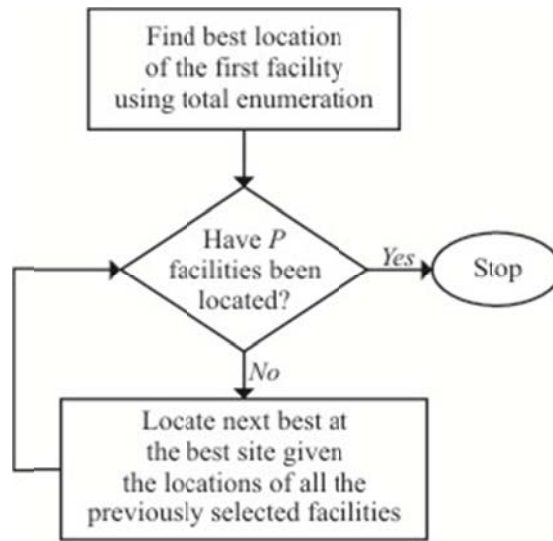 Find best location
of the first facility
using total enumeration
Have P
facilities been
located?
Yes
Stop
No
Locate next best at
the best site given
the locations of all the
previously selected facilities